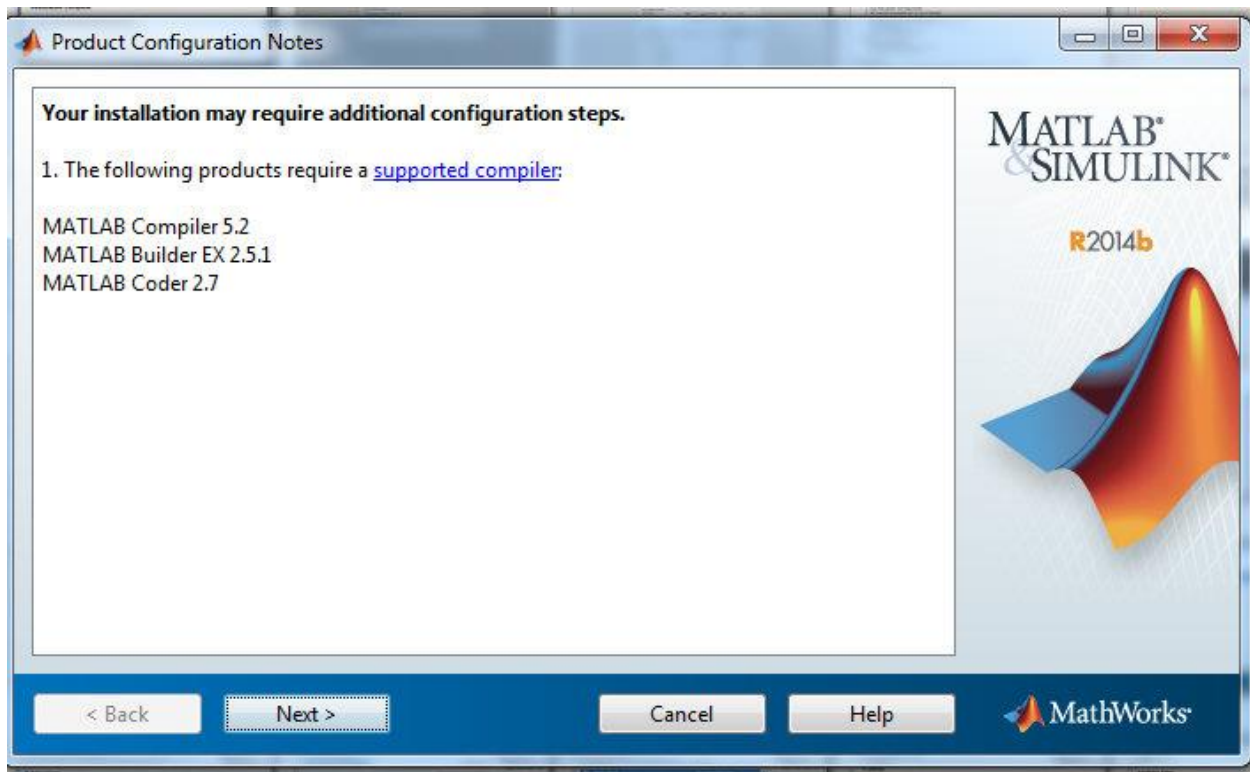 Product Configuration Notes
Your installation may require additional configuration steps.
1. The following products require a supported compiler:
MATLAB Compiler 5.2
MATLAB Builder EX 2.5.1
MATLAB Coder 2.7
MATLAB®
&SIMULINK®
R2014b
< Back
Next >
Cancel
Help
MathWorks®